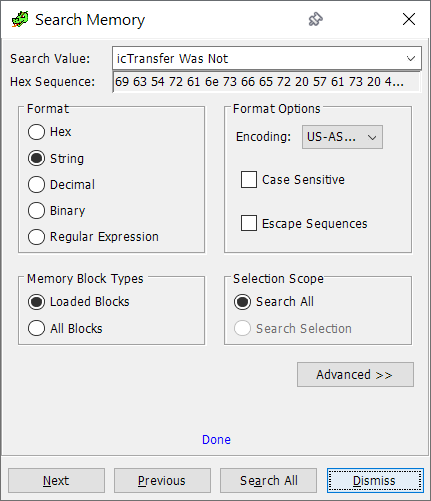 Search Memory
Search Value: icTransfer Was Not
Hex Sequence: 69 63 54 72 61 6e 73 66 65 72 20 57 61 73 20 4...
Format
Hex
String
Decimal
Binary
Regular Expression
Format Options
Encoding: US-AS...
Case Sensitive
Escape Sequences
Memory Block Types
Loaded Blocks
All Blocks
Selection Scope
Search All
Search Selection
Advanced >>
Done
Next Previous Search All Dismiss